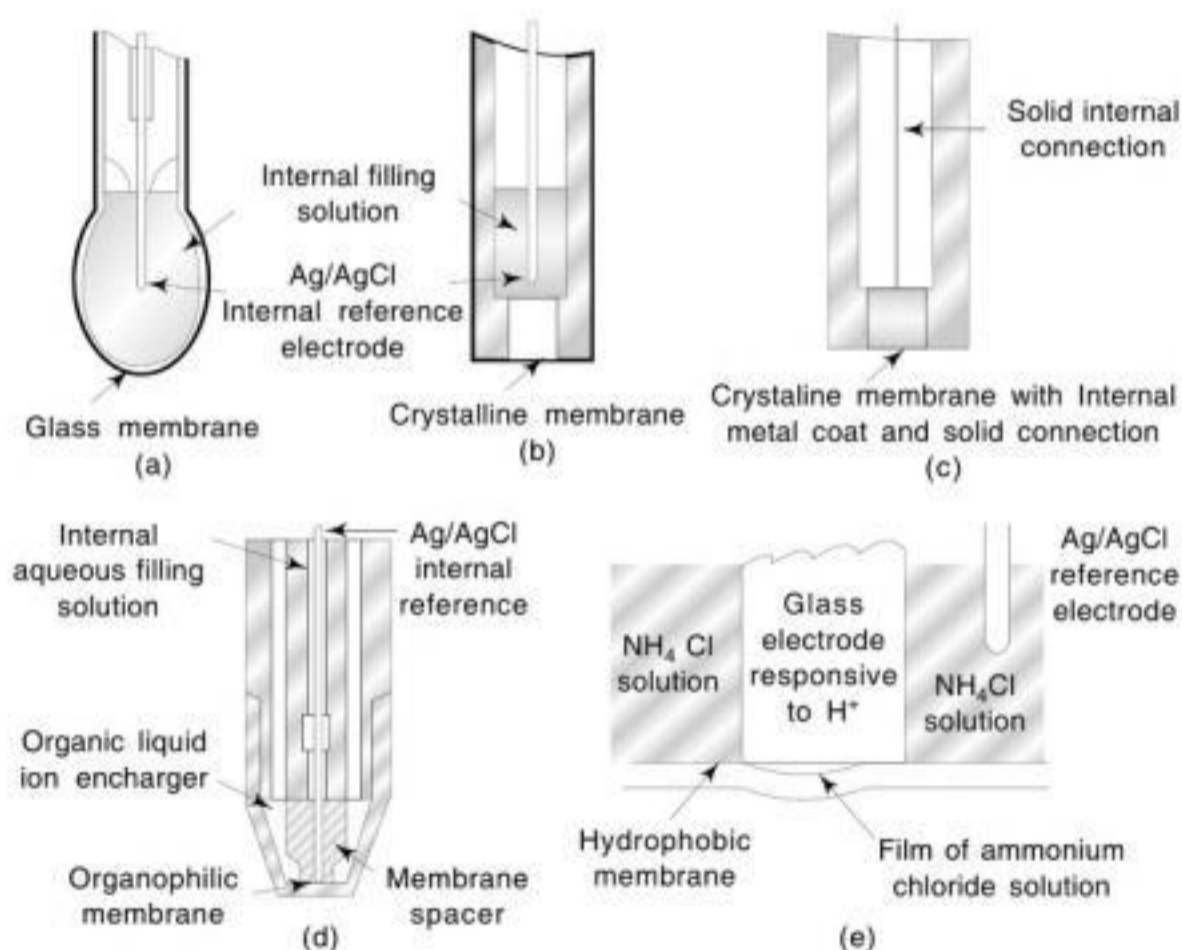 Internal filling
solution
Ag/AgCl
Internal reference
electrode
Glass membrane
(a)
Crystalline membrane
(b)
Solid internal
connection
Crystaline membrane with Internal
metal coat and solid connection
(c)
Internal
aqueous filling
solution
Ag/AgCl
internal
reference
Organic liquid
ion encharger
Organophilic
membrane
Membrane
spacer
(d)
NH₄ Cl
solution
Glass
electrode
responsive
to H⁺
Ag/AgCl
reference
electrode
NH₄Cl
solution
Hydrophobic
membrane
Film of ammonium
chloride solution
(e)